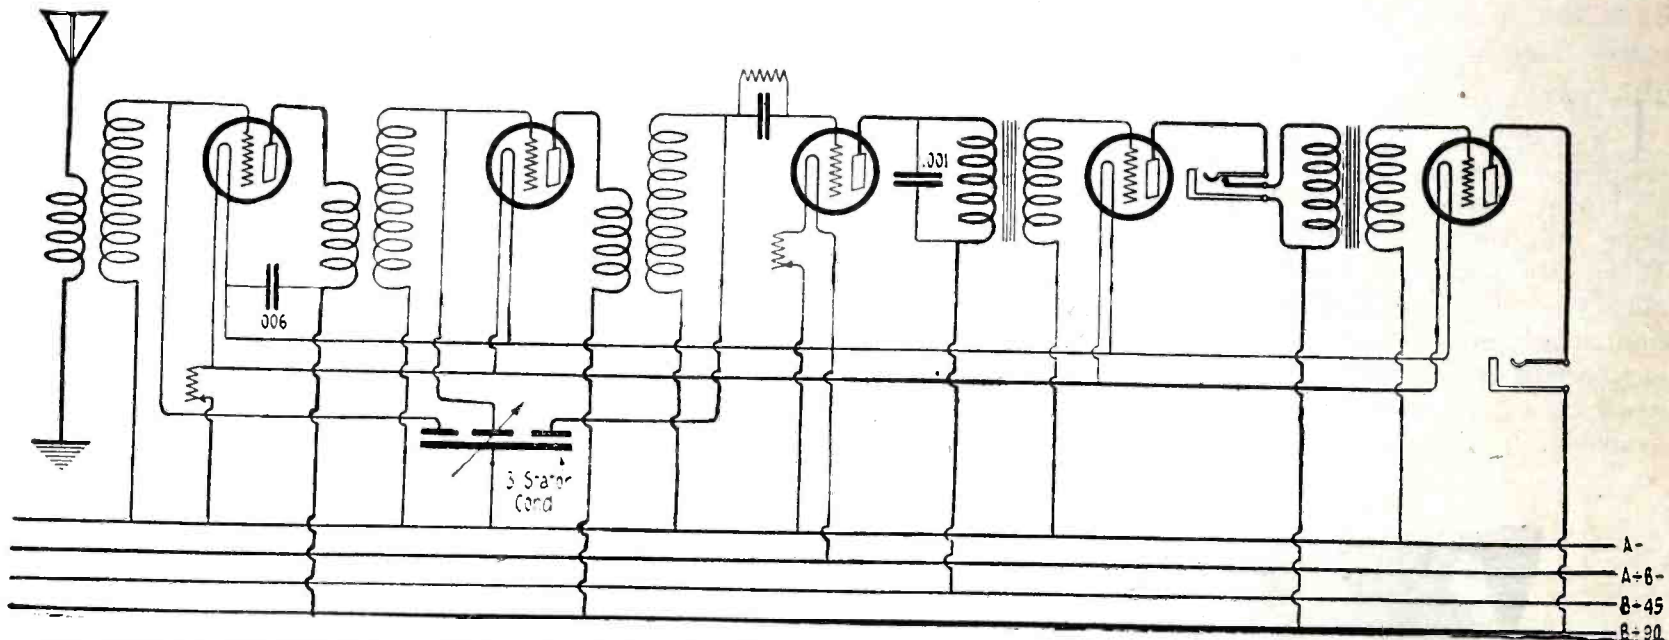 .001
.006
3 Stator
Cond
A-
A+B-
B+45
B+90